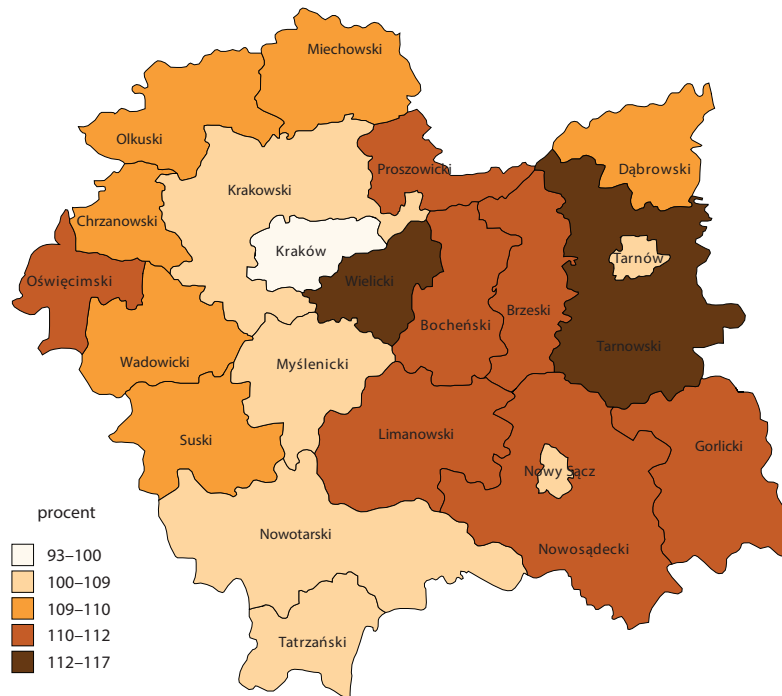 Miechowski
Olkuski
Proszowicki
Dąbrowski
Krakowski
Chrzanowski
Kraków
Tarnów
Oświęcimski
Wielicki
Brzeski
Bocheński
Tarnowski
Wadowicki
Myślenicki
Suski
Limanowski
Gorlicki
Nowy Sącz
procent
Nowotarski
Nowosądecki
93–100
100–109
109–110
110–112
112–117
Tatrzański